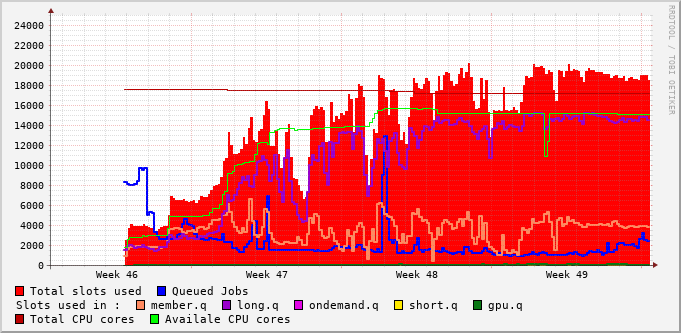 24000
22000
20000
18000
16000
14000
12000
10000
8000
6000
4000
2000
0
Week 46 Week 47 Week 48 Week 49
Total slots used Queued Jobs
Slots used in : member.q long.q ondemand.q short.q gpu.q
Total CPU cores Availale CPU cores
RRDTOOL / TOBI OETIKER